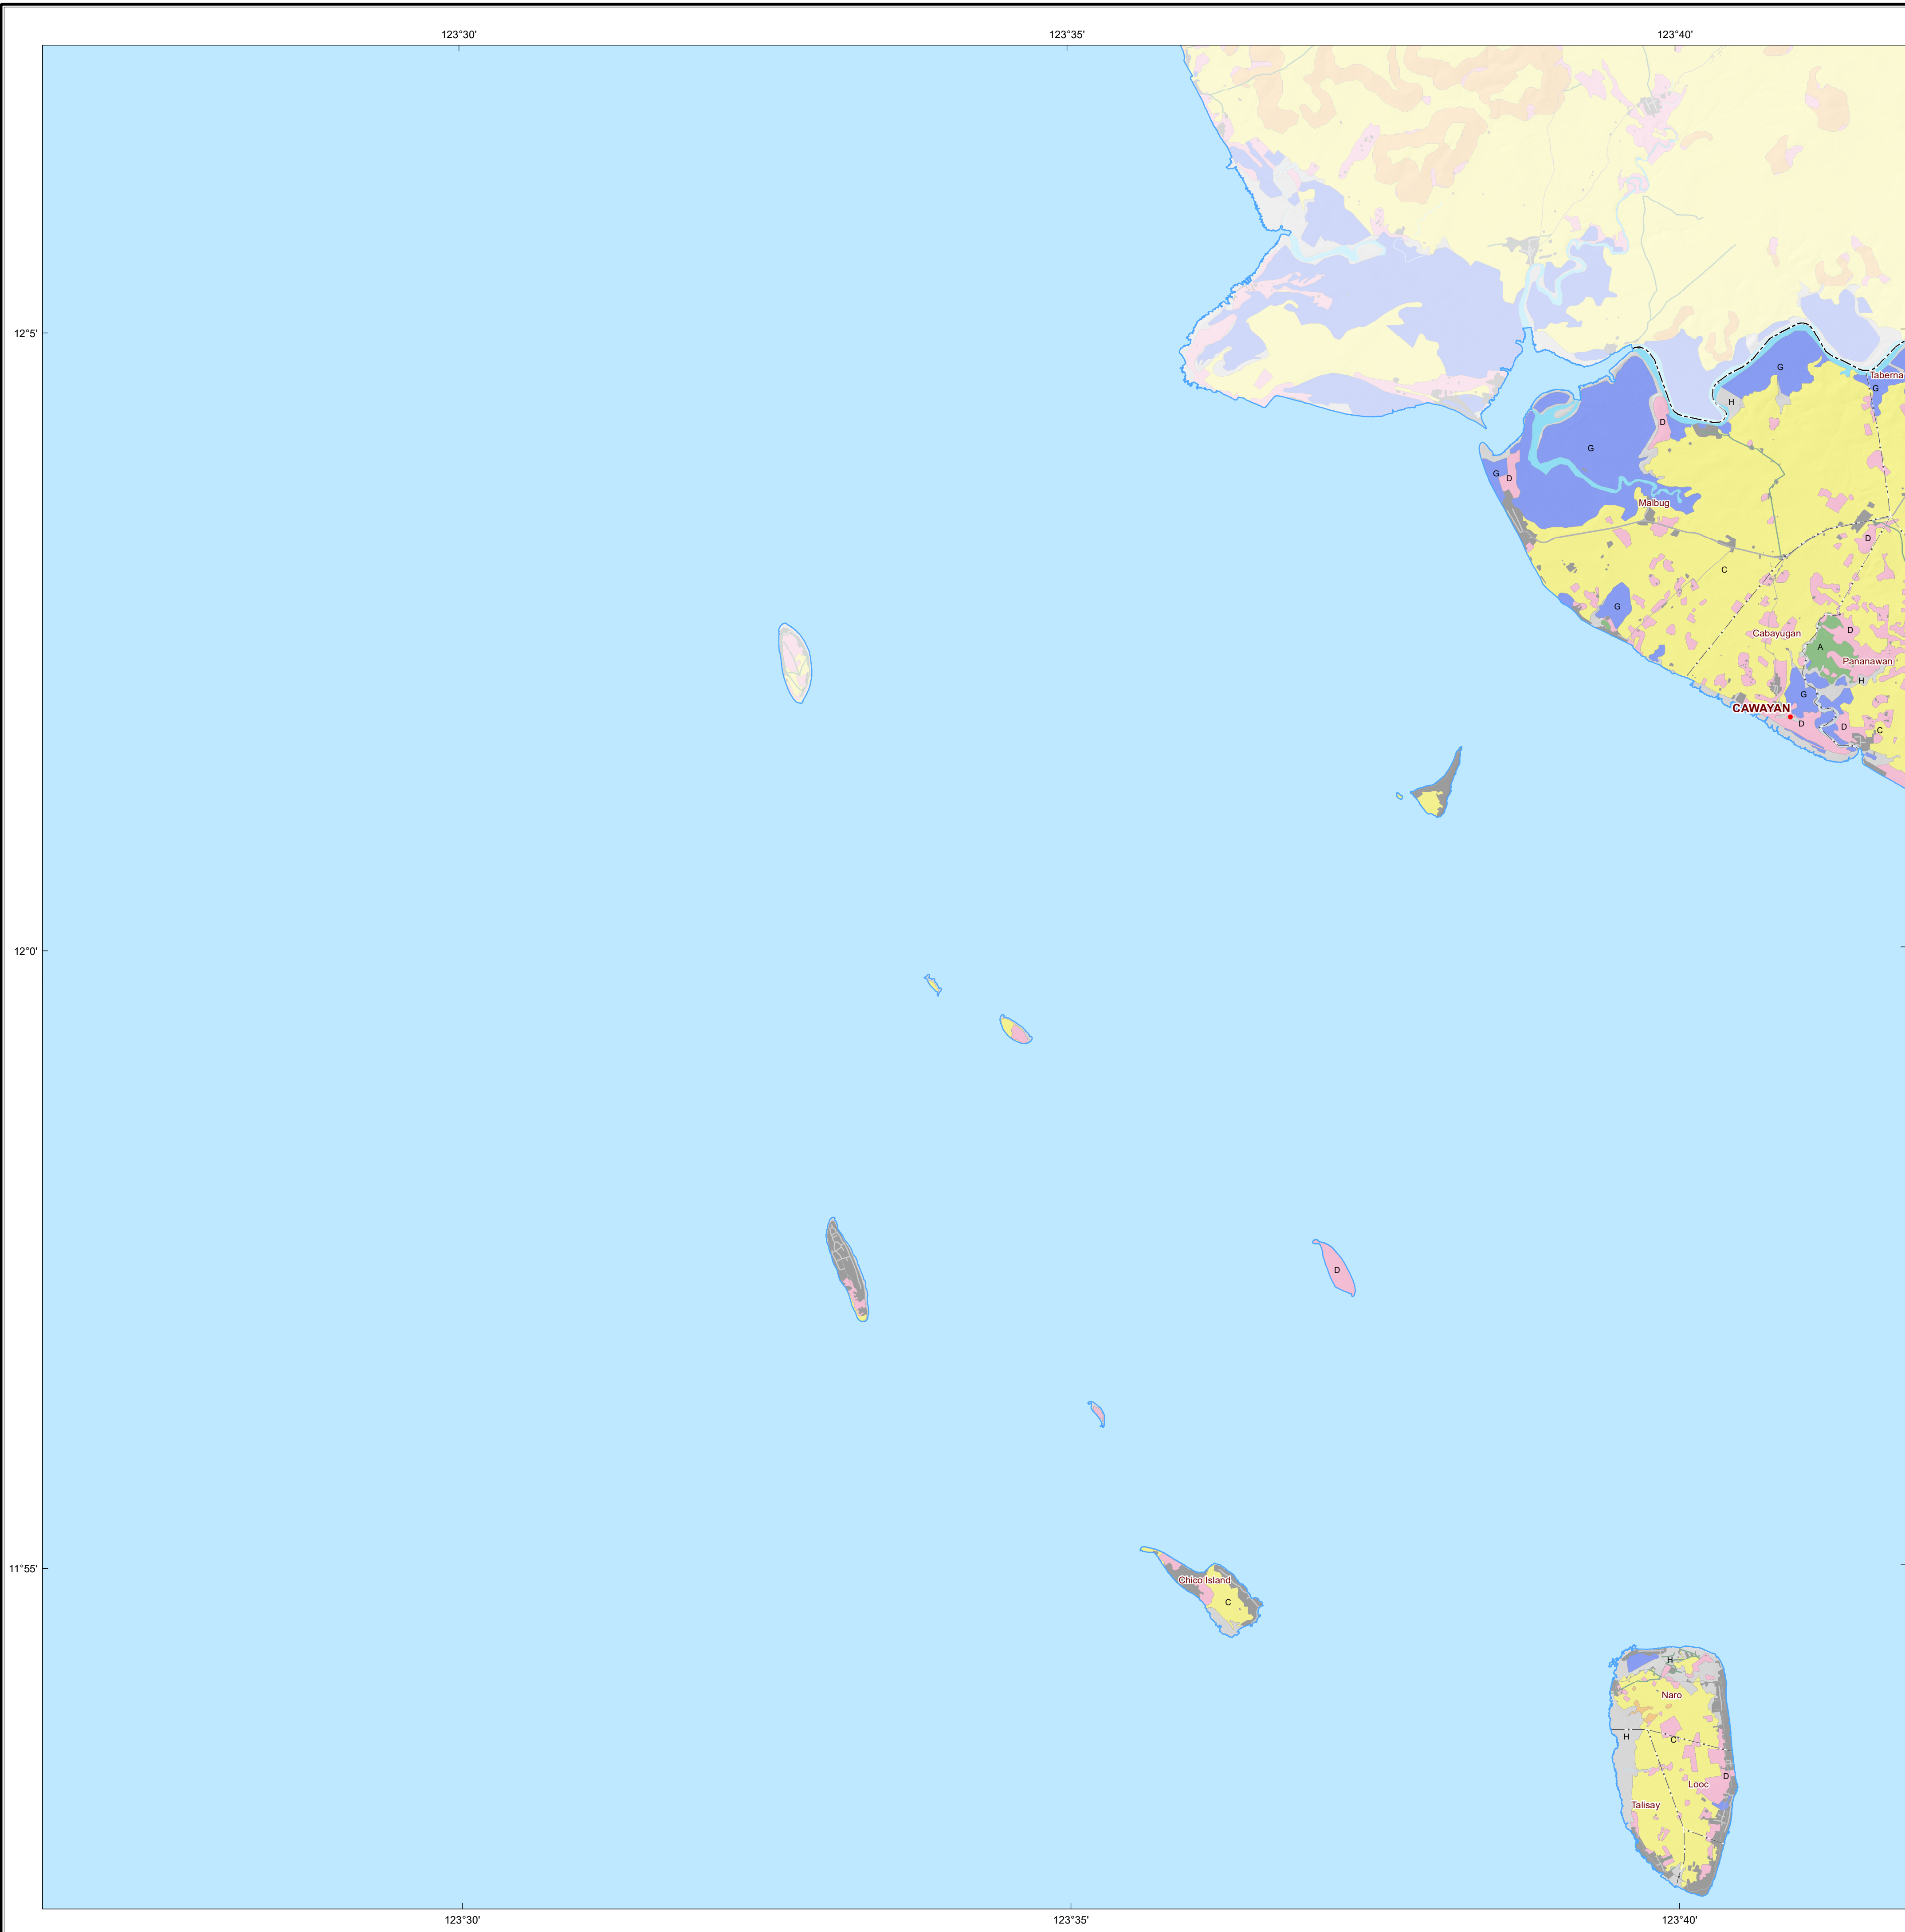 123°30' 123°35' 123°40'
12°5'
Taberna
G
G
H
D
G
G
D
Malbug
D
C
G
Cabayugan
D
A
Pananawan
H
G
CAWAYAN
D
D
C
12°0'
D
11°55'
Chico Island
C
H
Naro
H
C
D
Looc
Talisay
123°30' 123°35' 123°40'